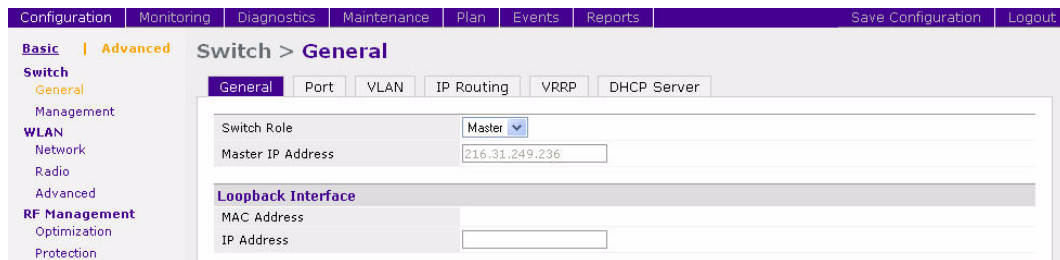 Configuration Monitoring Diagnostics Maintenance Plan Events Reports Save Configuration Logout
Basic | Advanced
Switch
General
Management
WLAN
Network
Radio
Advanced
RF Management
Optimization
Protection
Switch > General
General Port VLAN IP Routing VRRP DHCP Server
Switch Role Master
Master IP Address 216.31.249.236
Loopback Interface
MAC Address
IP Address